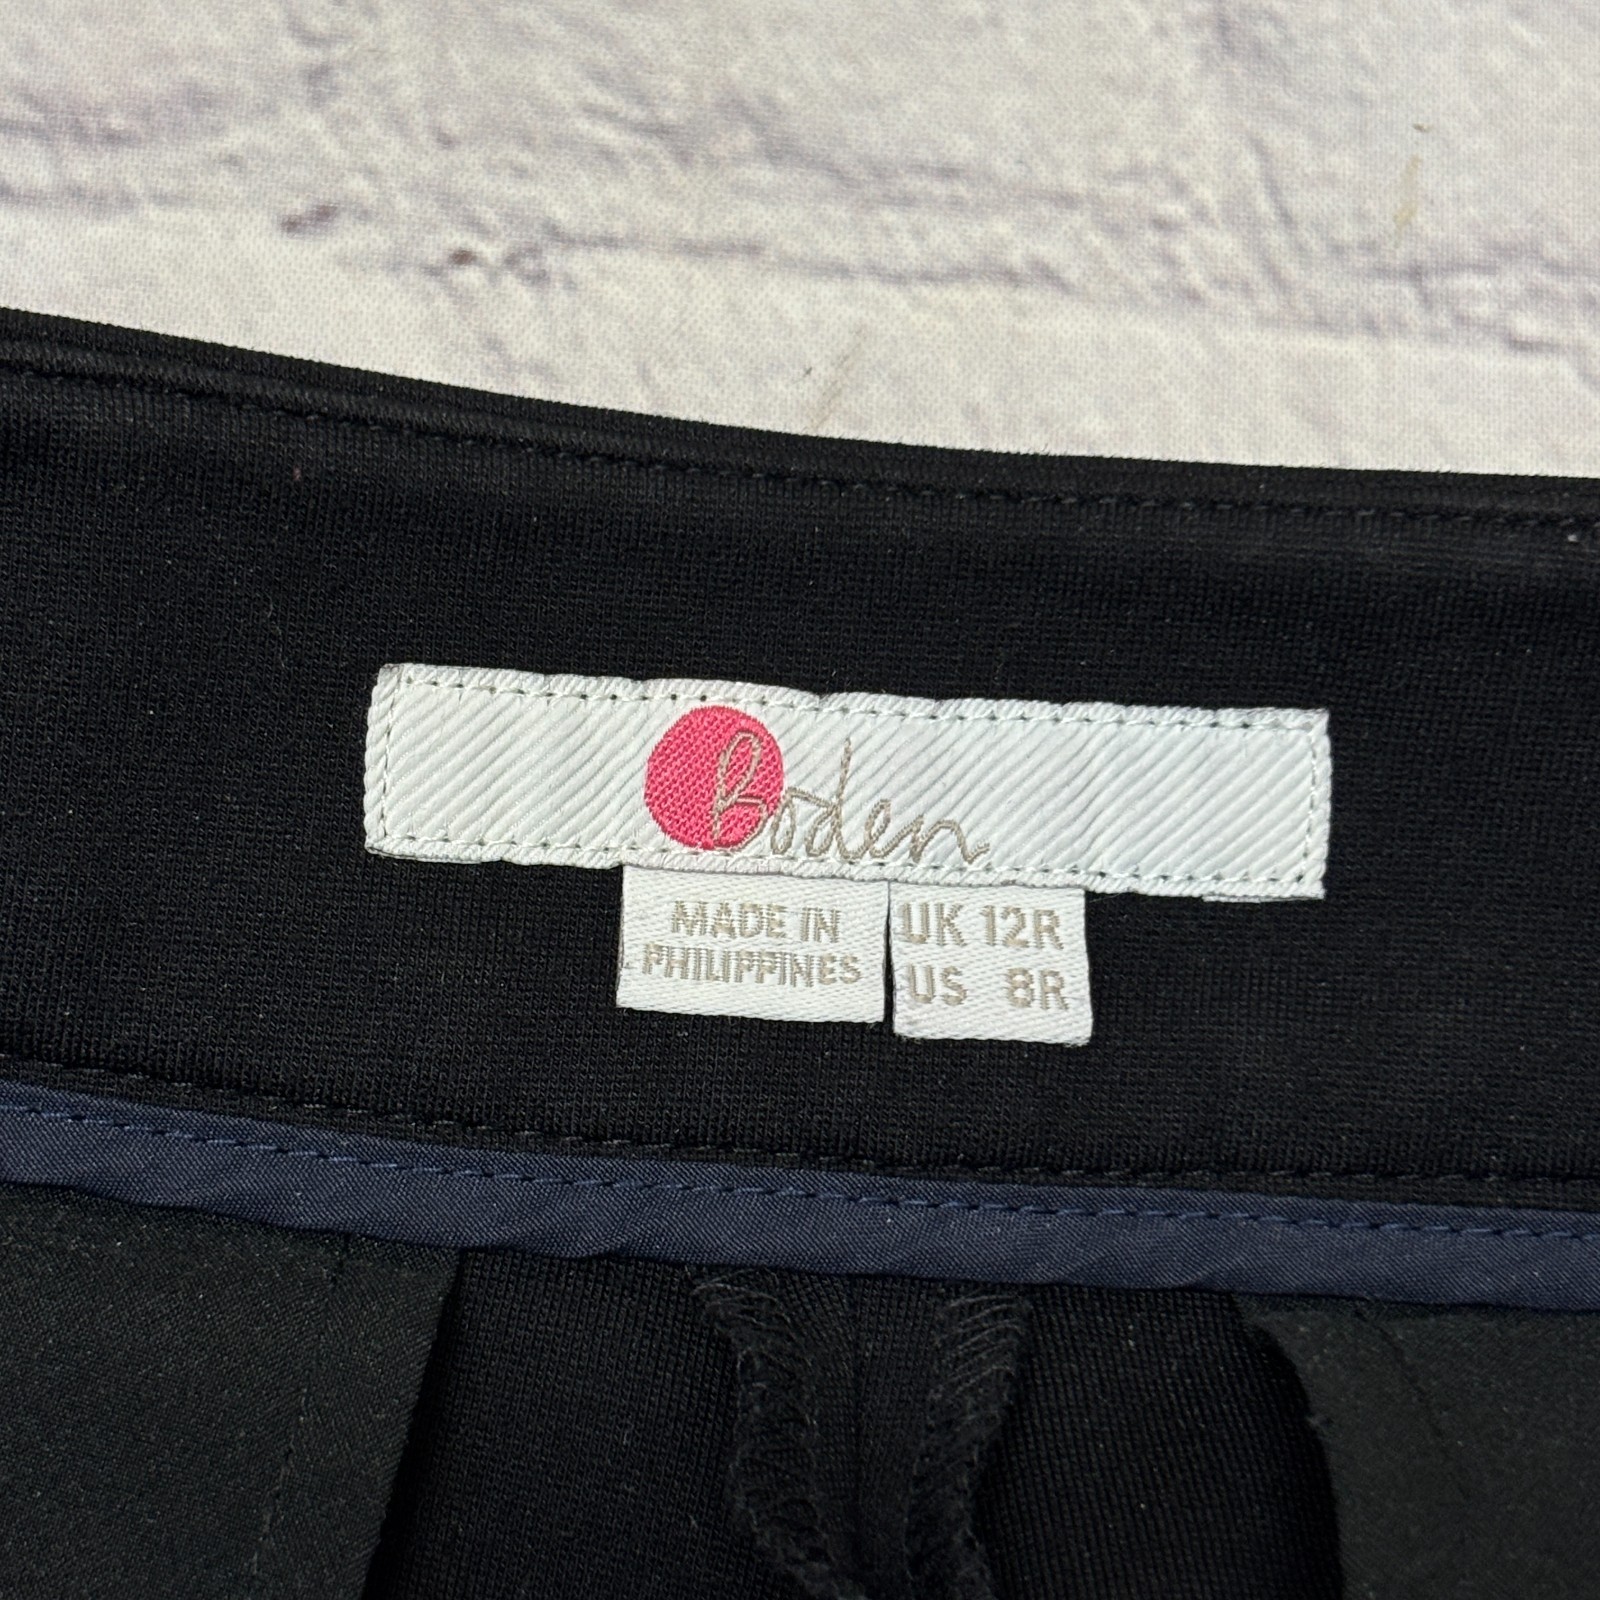 Boden
MADE IN
PHILIPPINES
UK 12R
US 8R